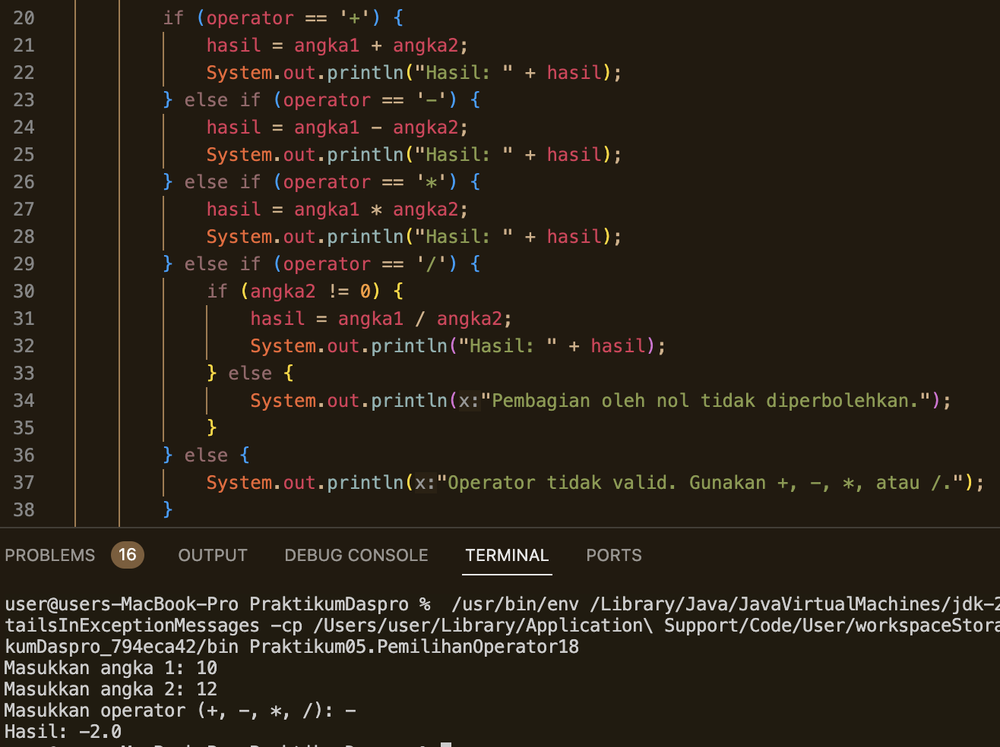 20 if (operator == '+') {
21 hasil = angka1 + angka2;
22 System.out.println("Hasil: " + hasil);
23 } else if (operator == '-') {
24 hasil = angka1 - angka2;
25 System.out.println("Hasil: " + hasil);
26 } else if (operator == '*') {
27 hasil = angka1 * angka2;
28 System.out.println("Hasil: " + hasil);
29 } else if (operator == '/') {
30 if (angka2 != 0) {
31 hasil = angka1 / angka2;
32 System.out.println("Hasil: " + hasil);
33 } else {
34 System.out.println(x:"Pembagian oleh nol tidak diperbolehkan.");
35 }
36 } else {
37 System.out.println(x:"Operator tidak valid. Gunakan +, -, *, atau /.");
38 }
PROBLEMS 16 OUTPUT DEBUG CONSOLE TERMINAL PORTS
user@users-MacBook-Pro PraktikumDaspro % /usr/bin/env /Library/Java/JavaVirtualMachines/jdk-2
tailsInExceptionMessages -cp /Users/user/Library/Application\ Support/Code/User/workspaceStora
kumDaspro_794eca42/bin Praktikum05.PemilihanOperator18
Masukkan angka 1: 10
Masukkan angka 2: 12
Masukkan operator (+, -, *, /): -
Hasil: -2.0